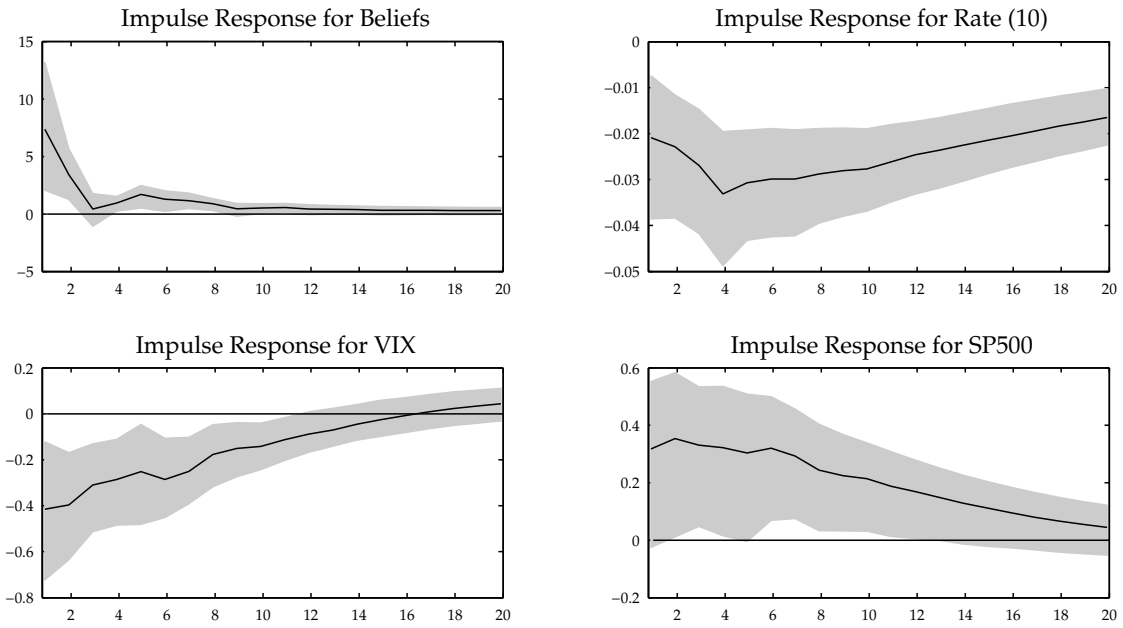 Impulse Response for Beliefs
15
10
5
0
−5
2 4 6 8 10 12 14 16 18 20
Impulse Response for Rate (10)
0
−0.01
−0.02
−0.03
−0.04
−0.05
2 4 6 8 10 12 14 16 18 20
Impulse Response for VIX
0.2
0
−0.2
−0.4
−0.6
−0.8
2 4 6 8 10 12 14 16 18 20
Impulse Response for SP500
0.6
0.4
0.2
0
−0.2
2 4 6 8 10 12 14 16 18 20